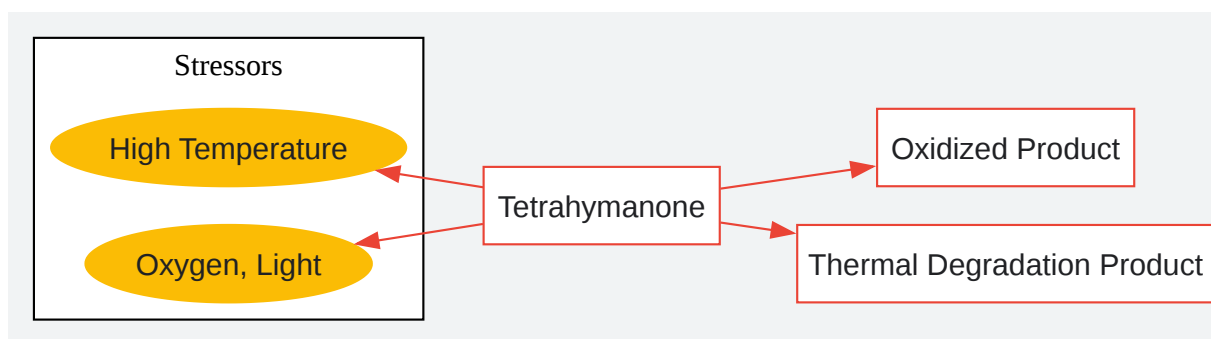 Stressors
High Temperature
Oxygen, Light
Tetrahymanone
Oxidized Product
Thermal Degradation Product